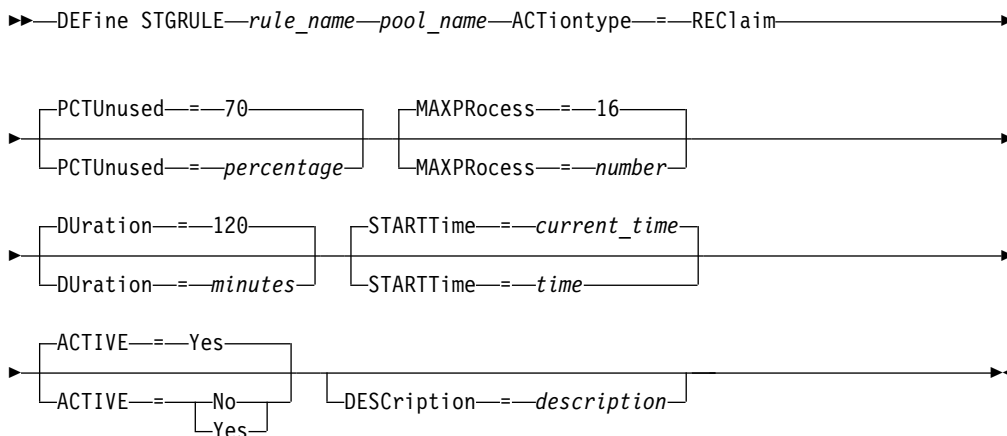 DEFine STGRULE rule_name pool_name ACTiontype = REClaim
PCTUnused = 70 MAXPRocess = 16
PCTUnused = percentage MAXPRocess = number
DUration = 120 STARTTime = current_time
DUration = minutes STARTTime = time
ACTIVE = Yes
ACTIVE = No DESCription = description
Yes